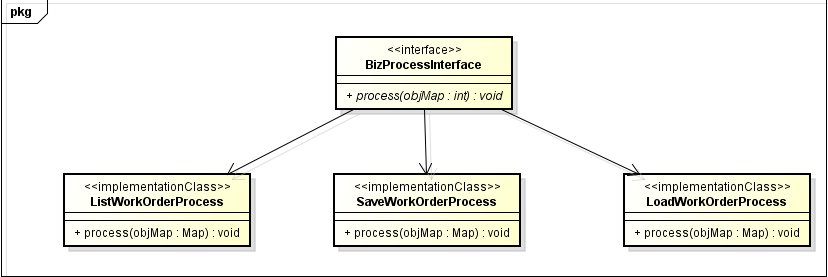 pkg
<<interface>>
BizProcessInterface
+ process(objMap : int) : void
<<implementationClass>>
ListWorkOrderProcess
+ process(objMap : Map) : void
<<implementationClass>>
SaveWorkOrderProcess
+ process(objMap : Map) : void
<<implementationClass>>
LoadWorkOrderProcess
+ process(objMap : Map) : void